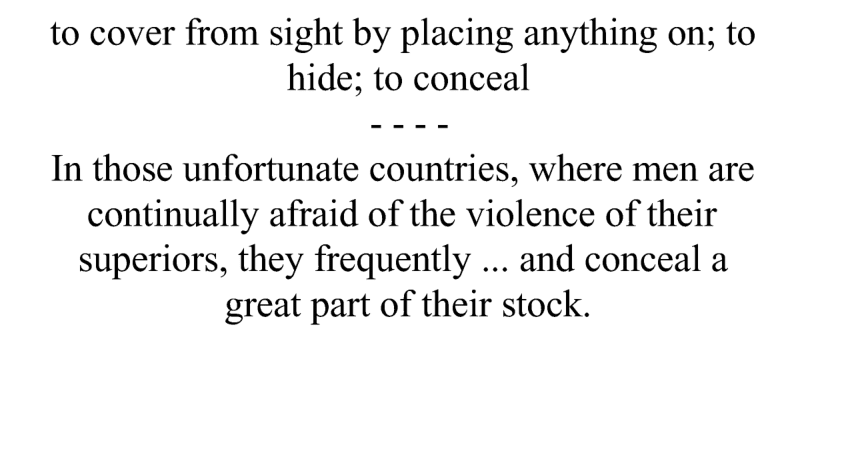 to cover from sight by placing anything on; to
hide; to conceal
- - - -
In those unfortunate countries, where men are
continually afraid of the violence of their
superiors, they frequently ... and conceal a
great part of their stock.